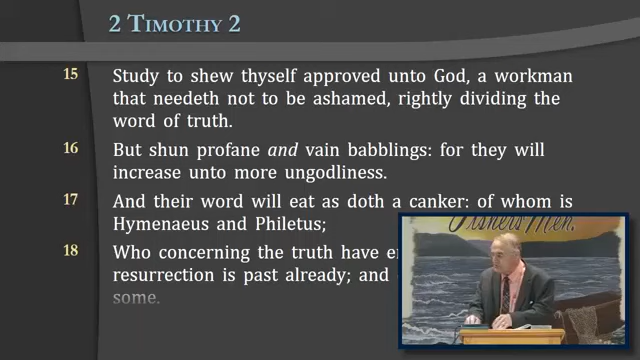 2 TIMOTHY 2
15 Study to shew thyself approved unto God, a workman
that needeth not to be ashamed, rightly dividing the
word of truth.
16 But shun profane and vain babblings: for they will
increase unto more ungodliness.
17 And their word will eat as doth a canker: of whom is
Hymenaeus and Philetus;
18 Who concerning the truth have
resurrection is past already; and
some.
Fishers Men.